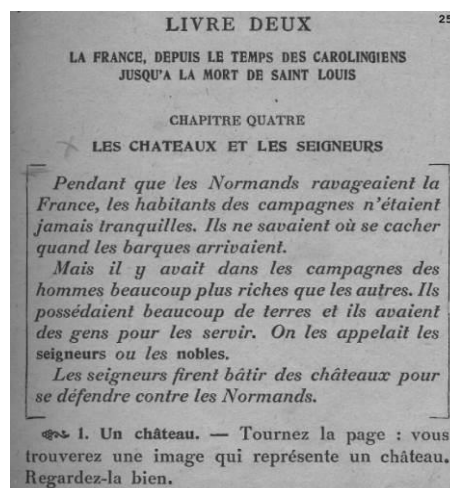 LIVRE DEUX
25
LA FRANCE, DEPUIS LE TEMPS DES CAROLINGIENS
JUSQU'A LA MORT DE SAINT LOUIS
CHAPITRE QUATRE
LES CHATEAUX ET LES SEIGNEURS
Pendant que les Normands ravageaient la
France, les habitants des campagnes n'étaient
jamais tranquilles. Ils ne savaient où se cacher
quand les barques arrivaient.
Mais il y avait dans les campagnes des
hommes beaucoup plus riches que les autres. Ils
possédaient beaucoup de terres et ils avaient
des gens pour les servir. On les appelait les
seigneurs ou les nobles.
Les seigneurs firent bâtir des châteaux pour
se défendre contre les Normands.
1. Un château. — Tournez la page : vous
trouverez une image qui représente un château.
Regardez-la bien.